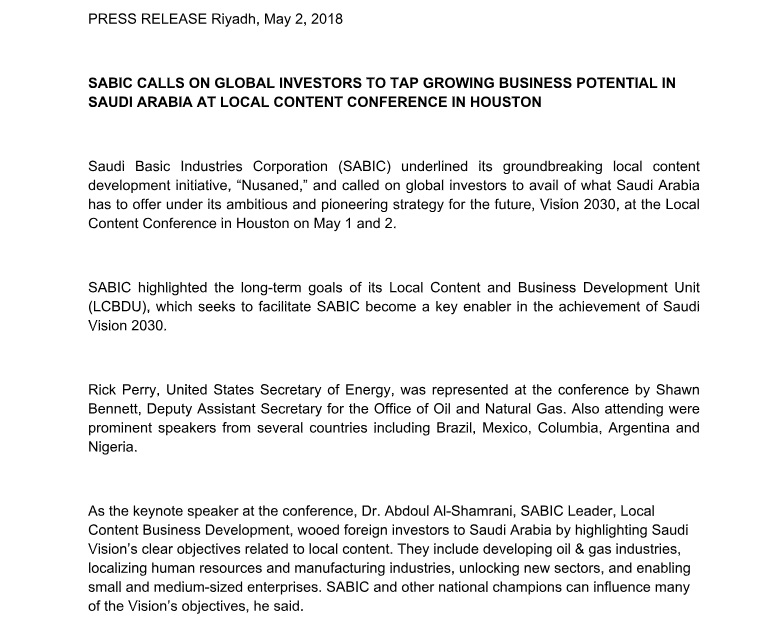 PRESS RELEASE Riyadh, May 2, 2018
SABIC CALLS ON GLOBAL INVESTORS TO TAP GROWING BUSINESS POTENTIAL IN
SAUDI ARABIA AT LOCAL CONTENT CONFERENCE IN HOUSTON
Saudi Basic Industries Corporation (SABIC) underlined its groundbreaking local content
development initiative, “Nusaned,” and called on global investors to avail of what Saudi Arabia
has to offer under its ambitious and pioneering strategy for the future, Vision 2030, at the Local
Content Conference in Houston on May 1 and 2.
SABIC highlighted the long-term goals of its Local Content and Business Development Unit
(LCBDU), which seeks to facilitate SABIC become a key enabler in the achievement of Saudi
Vision 2030.
Rick Perry, United States Secretary of Energy, was represented at the conference by Shawn
Bennett, Deputy Assistant Secretary for the Office of Oil and Natural Gas. Also attending were
prominent speakers from several countries including Brazil, Mexico, Columbia, Argentina and
Nigeria.
As the keynote speaker at the conference, Dr. Abdoul Al-Shamrani, SABIC Leader, Local
Content Business Development, wooed foreign investors to Saudi Arabia by highlighting Saudi
Vision’s clear objectives related to local content. They include developing oil & gas industries,
localizing human resources and manufacturing industries, unlocking new sectors, and enabling
small and medium-sized enterprises. SABIC and other national champions can influence many
of the Vision’s objectives, he said.